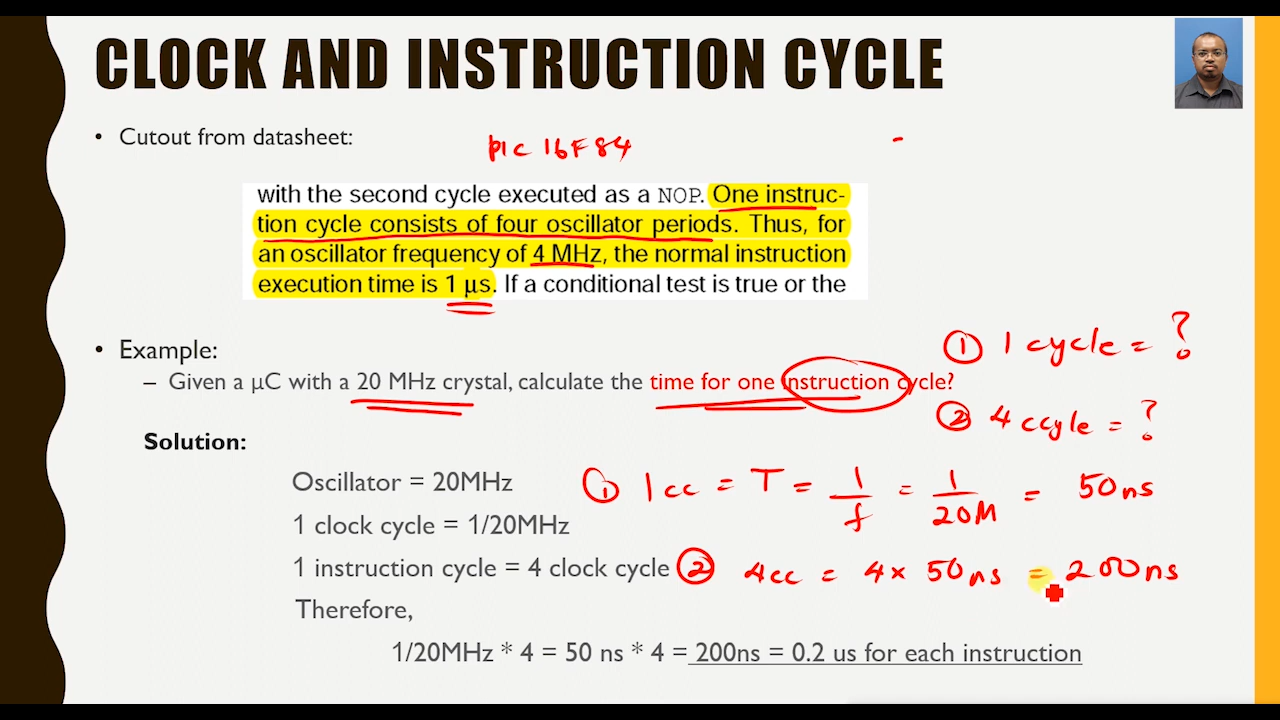 CLOCK AND INSTRUCTION CYCLE
• Cutout from datasheet:
PIC 16F84
with the second cycle executed as a NOP. One instruc-
tion cycle consists of four oscillator periods. Thus, for
an oscillator frequency of 4 MHz, the normal instruction
execution time is 1 µs. If a conditional test is true or the
① 1 cycle = ?
• Example:
– Given a µC with a 20 MHz crystal, calculate the time for one instruction cycle?
② 4 ccyle = ?
Solution:
Oscillator = 20MHz
① 1cc = T = 1/f = 1/20M = 50ns
1 clock cycle = 1/20MHz
1 instruction cycle = 4 clock cycle
② 4cc = 4 × 50ns = 200ns
Therefore,
1/20MHz * 4 = 50 ns * 4 = 200ns = 0.2 us for each instruction